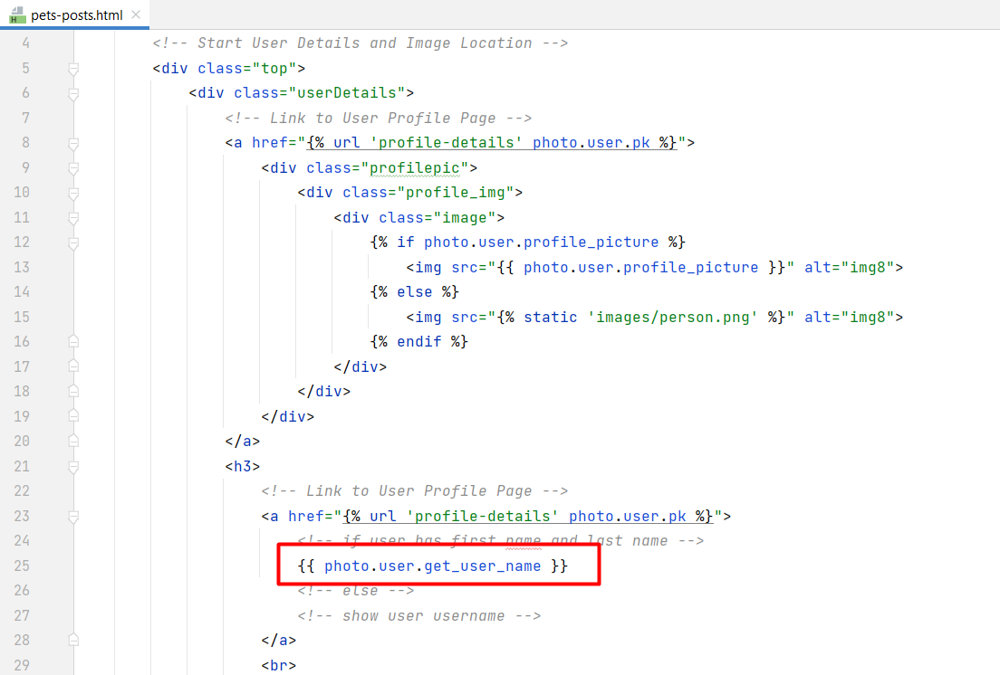 pets-posts.html
4 <!-- Start User Details and Image Location -->
5 <div class="top">
6 <div class="userDetails">
7 <!-- Link to User Profile Page -->
8 <a href="{% url 'profile-details' photo.user.pk %}">
9 <div class="profilepic">
10 <div class="profile_img">
11 <div class="image">
12 {% if photo.user.profile_picture %}
13 <img src="{{ photo.user.profile_picture }}" alt="img8">
14 {% else %}
15 <img src="{% static 'images/person.png' %}" alt="img8">
16 {% endif %}
17 </div>
18 </div>
19 </div>
20 </a>
21 <h3>
22 <!-- Link to User Profile Page -->
23 <a href="{% url 'profile-details' photo.user.pk %}">
24 <!-- if user has first name and last name -->
25 {{ photo.user.get_user_name }}
26 <!-- else -->
27 <!-- show user username -->
28 </a>
29 <br>